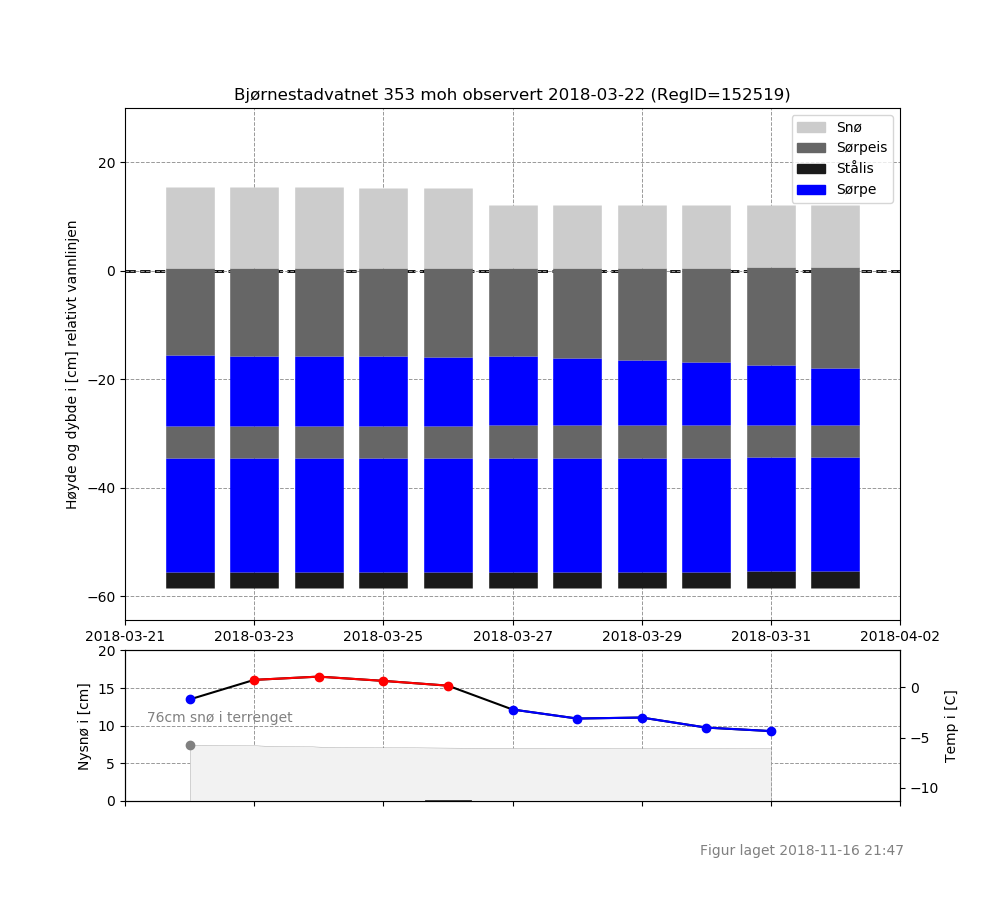 Bjørnestadvatnet 353 moh observert 2018-03-22 (RegID=152519)
Snø
Sørpeis
Stålis
Sørpe
Høyde og dybde i [cm] relativt vannlinjen
20
0
−20
−40
−60
2018-03-21 2018-03-23 2018-03-25 2018-03-27 2018-03-29 2018-03-31 2018-04-02
Nysnø i [cm]
20
15
10
5
0
76cm snø i terrenget
0
−5
−10
Temp i [C]
Figur laget 2018-11-16 21:47